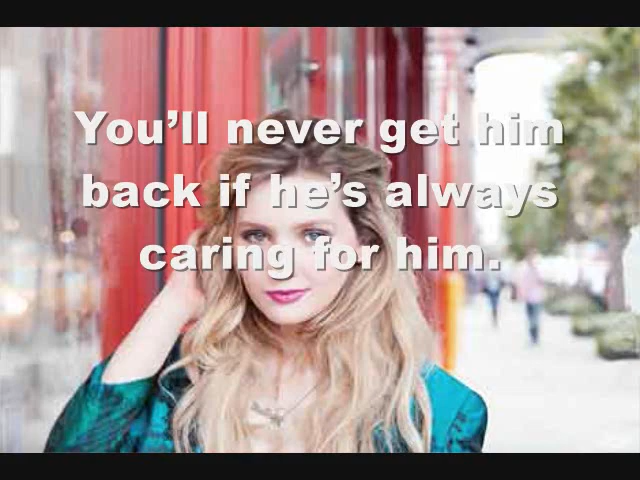 You’ll never get him
back if he’s always
caring for him.